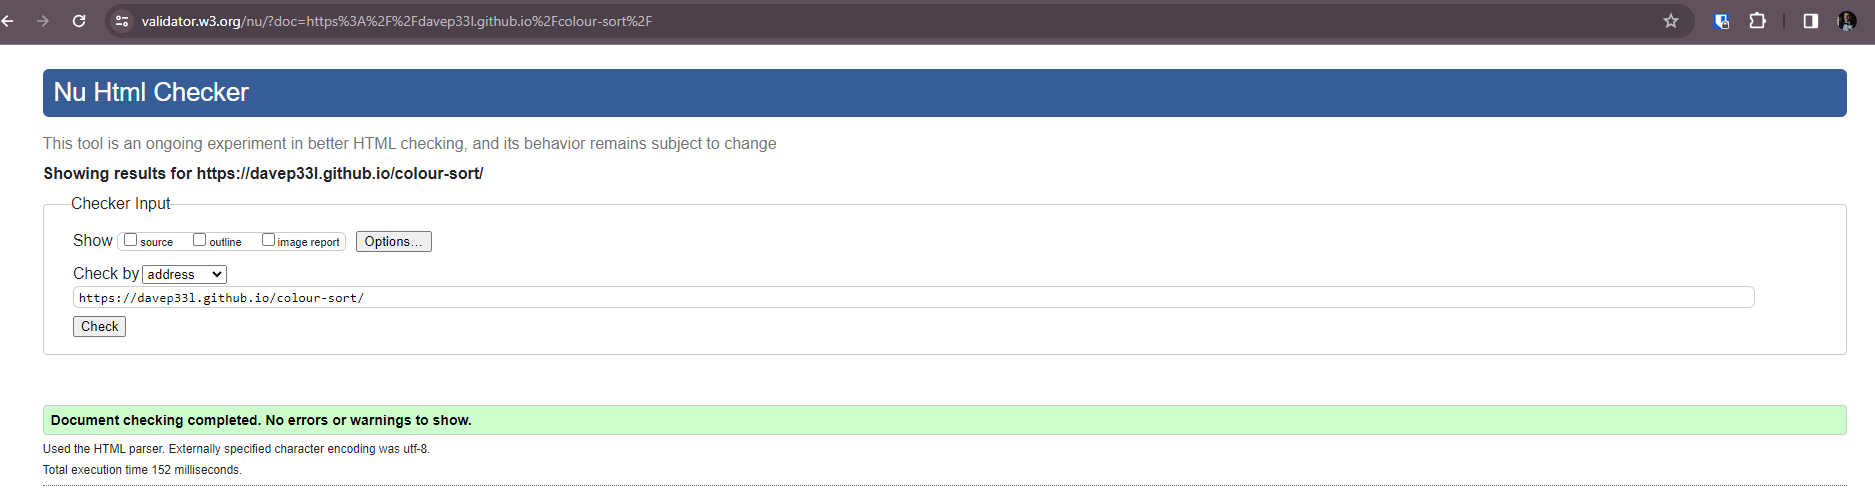 validator.w3.org/nu/?doc=https%3A%2F%2Fdavep33l.github.io%2Fcolour-sort%2F
Nu Html Checker
This tool is an ongoing experiment in better HTML checking, and its behavior remains subject to change
Showing results for https://davep33l.github.io/colour-sort/
Checker Input
Show source outline image report Options...
Check by address
https://davep33l.github.io/colour-sort/
Check
Document checking completed. No errors or warnings to show.
Used the HTML parser. Externally specified character encoding was utf-8.
Total execution time 152 milliseconds.